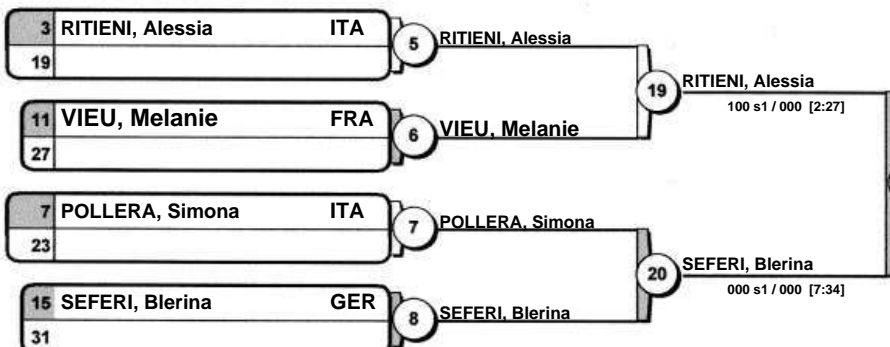 3 RITIENI, Alessia ITA
19
5 RITIENI, Alessia
11 VIEU, Melanie FRA
27
6 VIEU, Melanie
19 RITIENI, Alessia
100 s1 / 000 [2:27]
7 POLLERA, Simona ITA
23
7 POLLERA, Simona
15 SEFERI, Blerina GER
31
8 SEFERI, Blerina
20 SEFERI, Blerina
000 s1 / 000 [7:34]